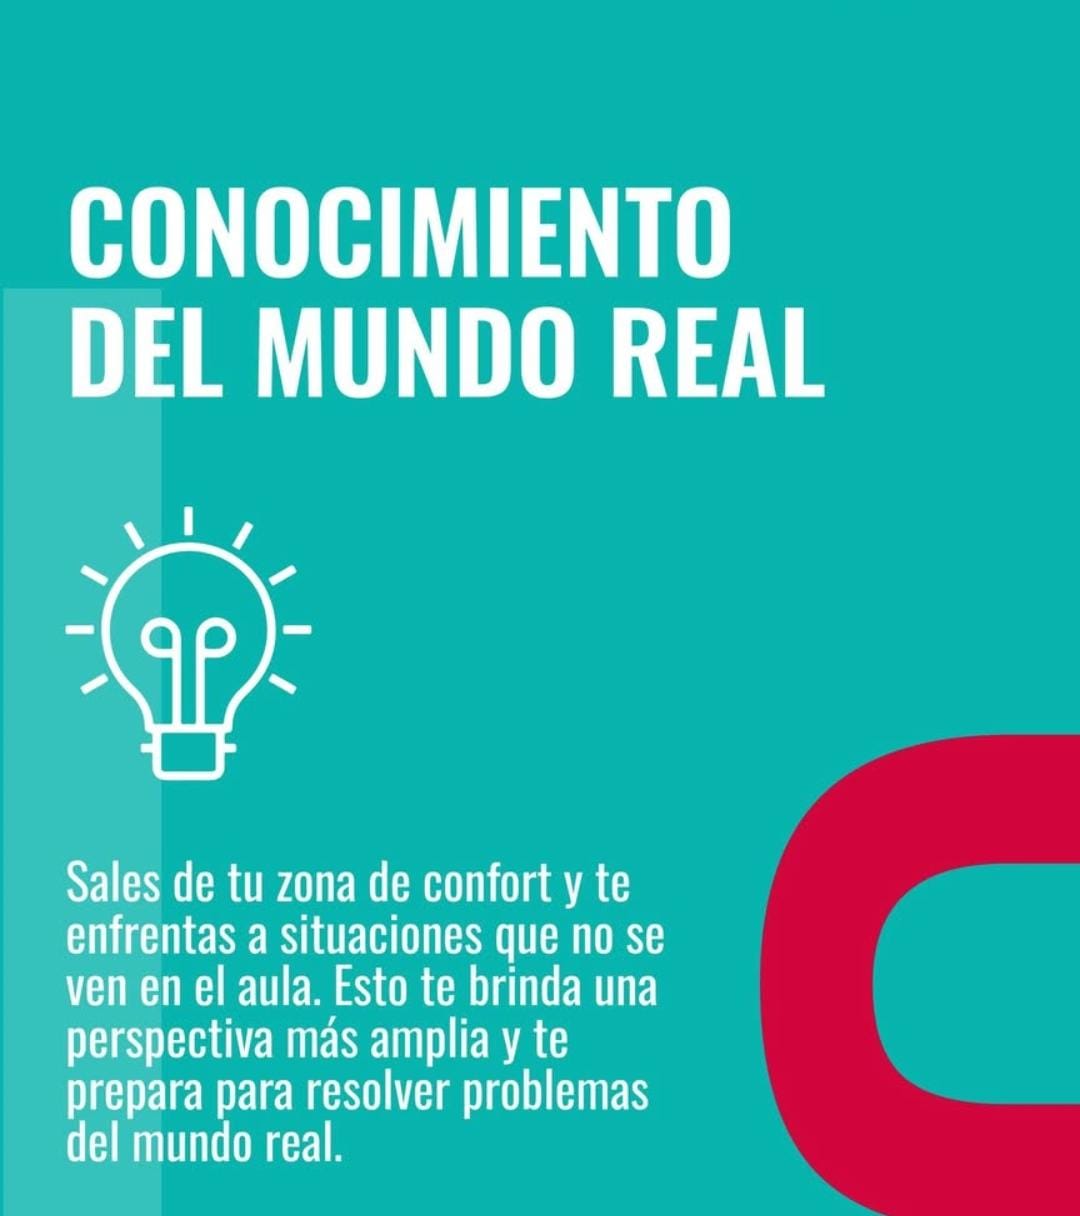 CONOCIMIENTO
DEL MUNDO REAL
Sales de tu zona de confort y te
enfrentas a situaciones que no se
ven en el aula. Esto te brinda una
perspectiva más amplia y te
prepara para resolver problemas
del mundo real.